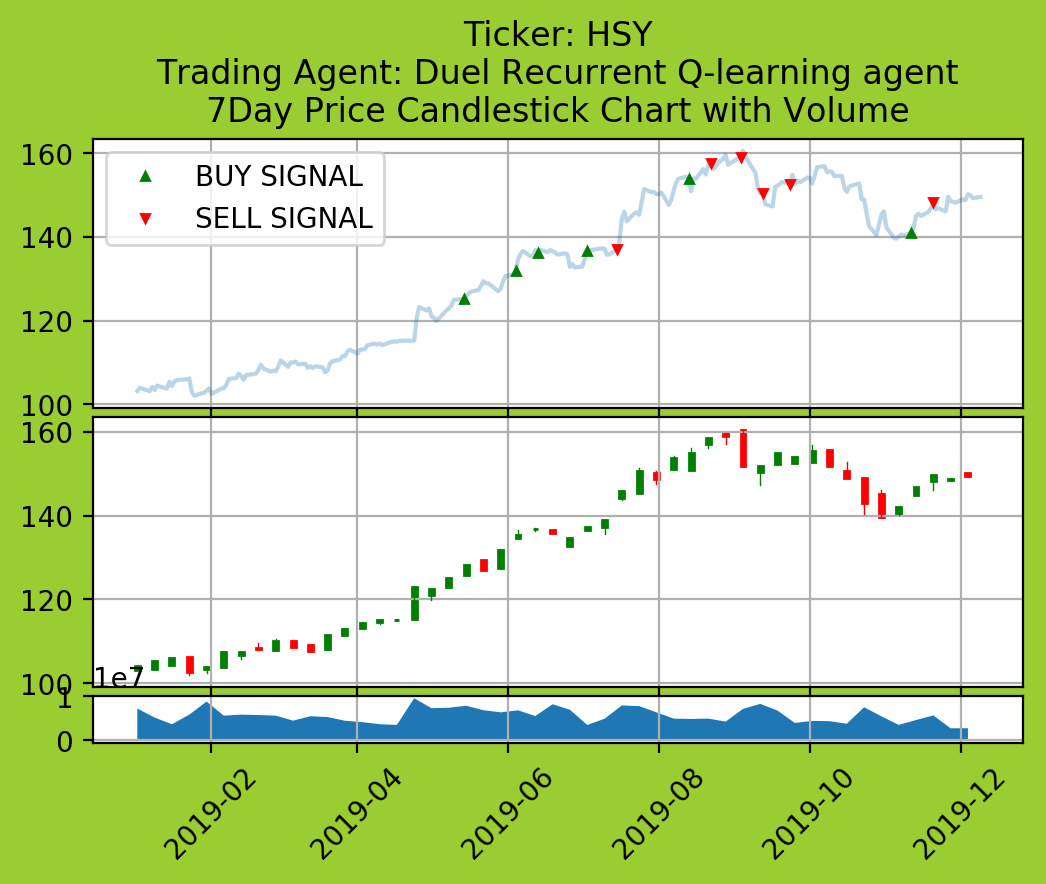 Ticker: HSY
Trading Agent: Duel Recurrent Q-learning agent
7Day Price Candlestick Chart with Volume
160
140
120
100
BUY SIGNAL
SELL SIGNAL
160
140
120
100
1e7
1
0
2019-02
2019-04
2019-06
2019-08
2019-10
2019-12